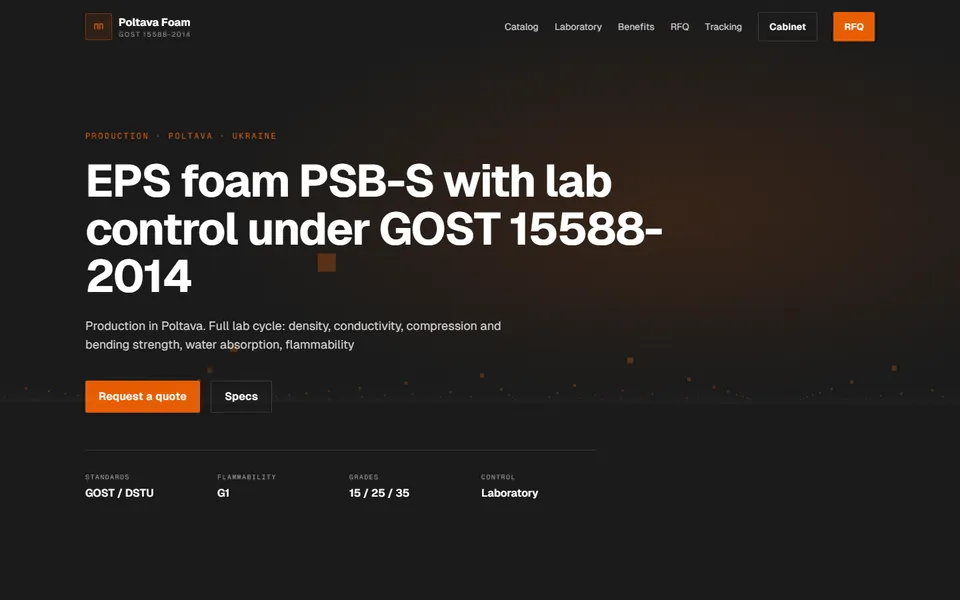 ПП
Poltava Foam
GOST 15588-2014
Catalog
Laboratory
Benefits
RFQ
Tracking
Cabinet
RFQ
PRODUCTION · POLTAVA · UKRAINE
EPS foam PSB-S with lab
control under GOST 15588-
2014
Production in Poltava. Full lab cycle: density, conductivity, compression and
bending strength, water absorption, flammability
Request a quote
Specs
STANDARDS
GOST / DSTU
FLAMMABILITY
G1
GRADES
15 / 25 / 35
CONTROL
Laboratory